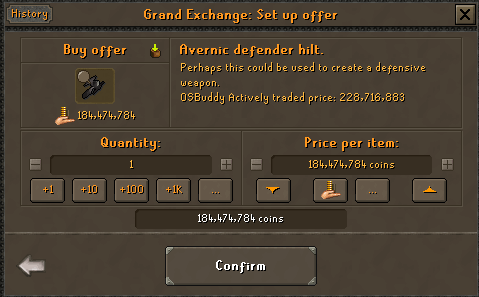 History
Grand Exchange: Set up offer
Buy offer
184,474,784
Avernic defender hilt.
Perhaps this could be used to create a defensive
weapon.
OSBuddy Actively traded price: 228,716,883
Quantity:
1
+1 +10 +100 +1K ...
Price per item:
184,474,784 coins
...
184,474,784 coins
Confirm